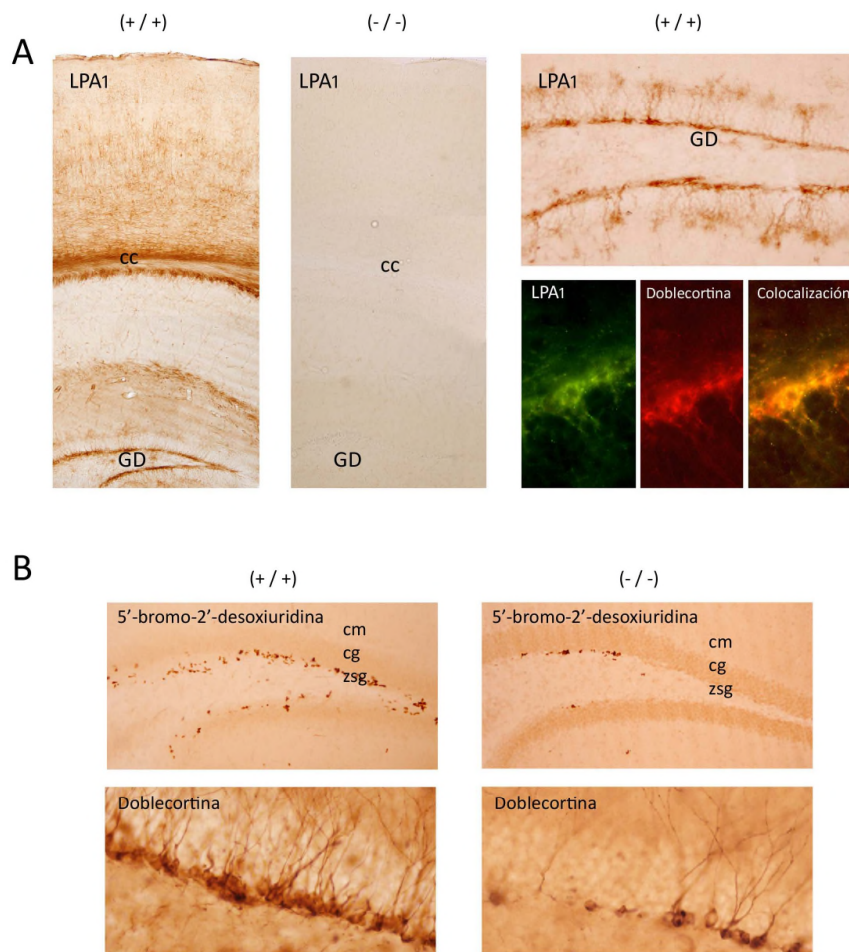 A
(+ / +)
(- / -)
(+ / +)
LPA1
cc
GD
LPA1
cc
GD
LPA1
GD
LPA1
Doblecortina
Colocalización
B
(+ / +)
(- / -)
5’-bromo-2’-desoxiuridina
cm
cg
zsg
5’-bromo-2’-desoxiuridina
cm
cg
zsg
Doblecortina
Doblecortina